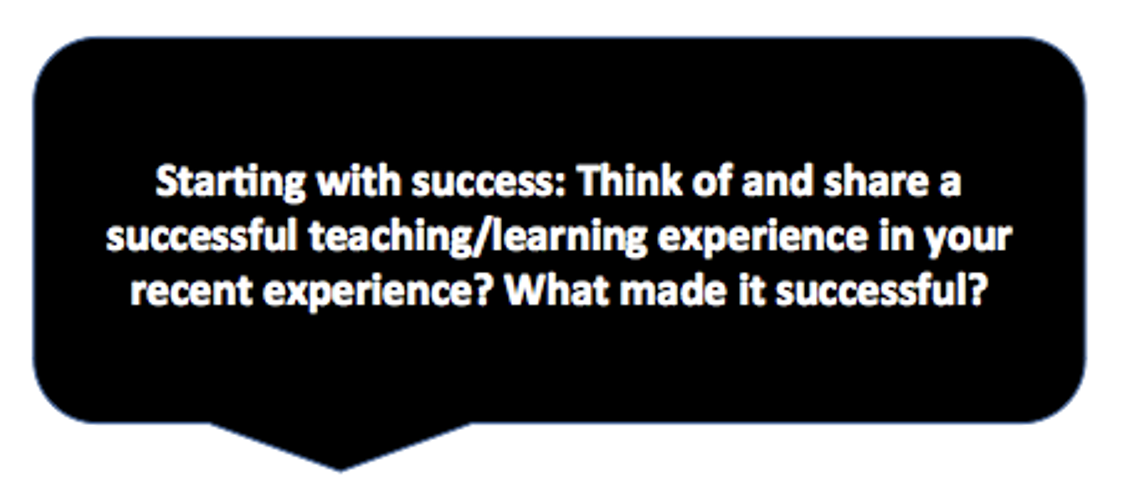 Starting with success: Think of and share a
successful teaching/learning experience in your
recent experience? What made it successful?